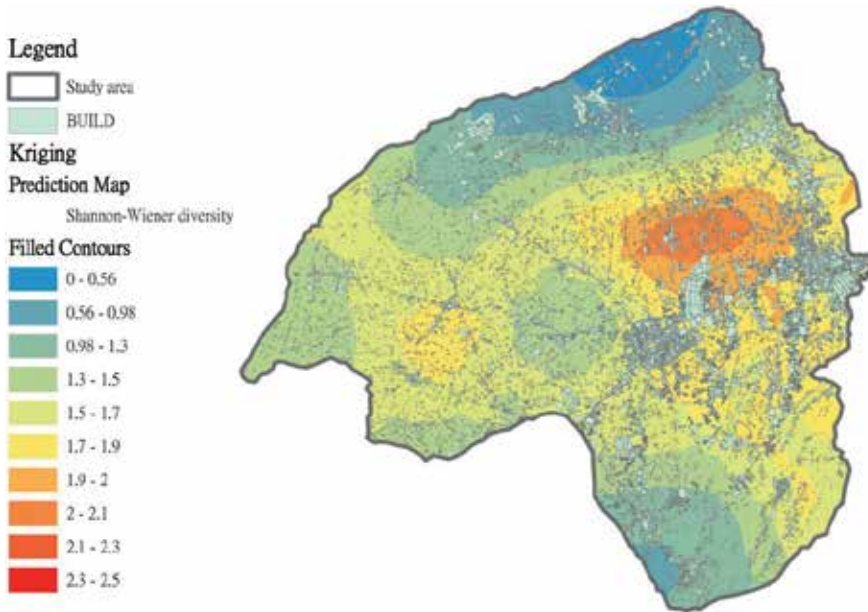 Legend
Study area
BUILD
Kriging
Prediction Map
Shannon-Wiener diversity
Filled Contours
0 - 0.56
0.56 - 0.98
0.98 - 1.3
1.3 - 1.5
1.5 - 1.7
1.7 - 1.9
1.9 - 2
2 - 2.1
2.1 - 2.3
2.3 - 2.5